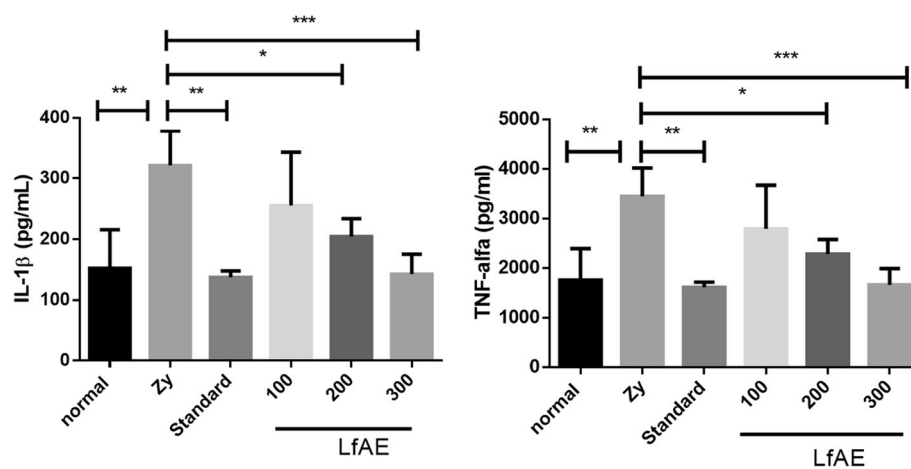 ***
*
** **
400
300
200
100
0
IL-1β (pg/mL)
normal
Zy
Standard
100
200
300
LfAE
***
*
** **
5000
4000
3000
2000
1000
0
TNF-alfa (pg/ml)
normal
Zy
Standard
100
200
300
LfAE